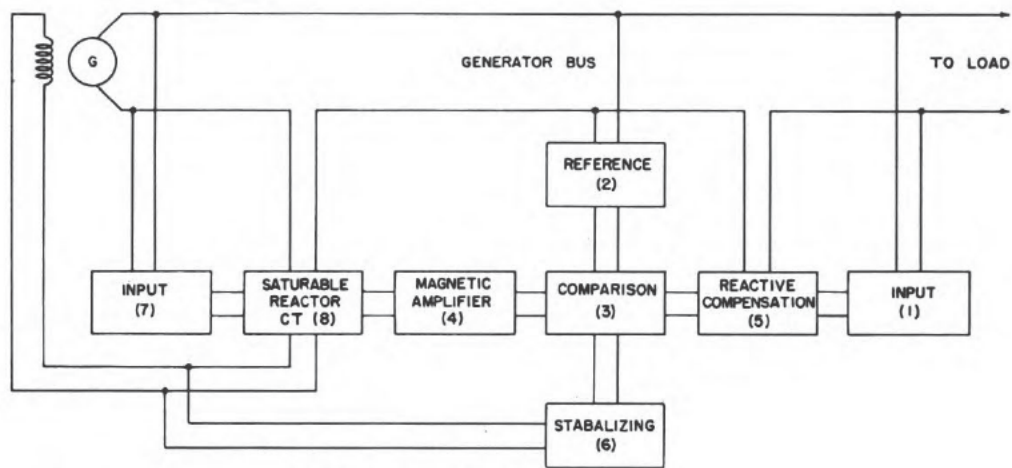 G
GENERATOR BUS
TO LOAD
REFERENCE
(2)
INPUT
(7)
SATURABLE
REACTOR
CT (8)
MAGNETIC
AMPLIFIER
(4)
COMPARISON
(3)
REACTIVE
COMPENSATION
(5)
INPUT
(1)
STABALIZING
(6)